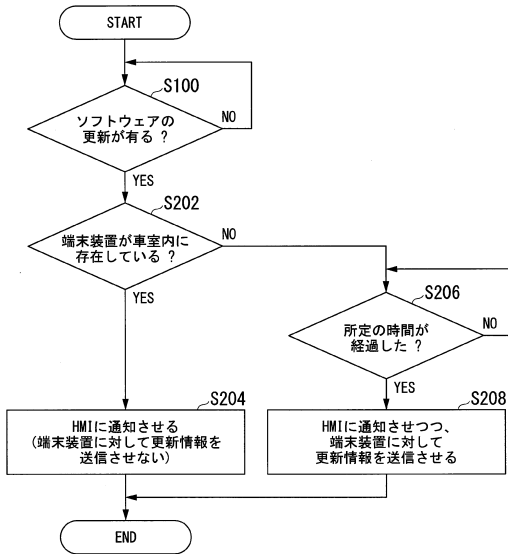 START
S100
ソフトウェアの
更新が有る ?
NO
YES
S202
端末装置が車室内に
存在している ?
NO
YES
S206
所定の時間が
経過した ?
NO
YES
S204
HMIに通知させる
(端末装置に対して更新情報を
送信させない)
S208
HMIに通知させつつ、
端末装置に対して
更新情報を送信させる
END